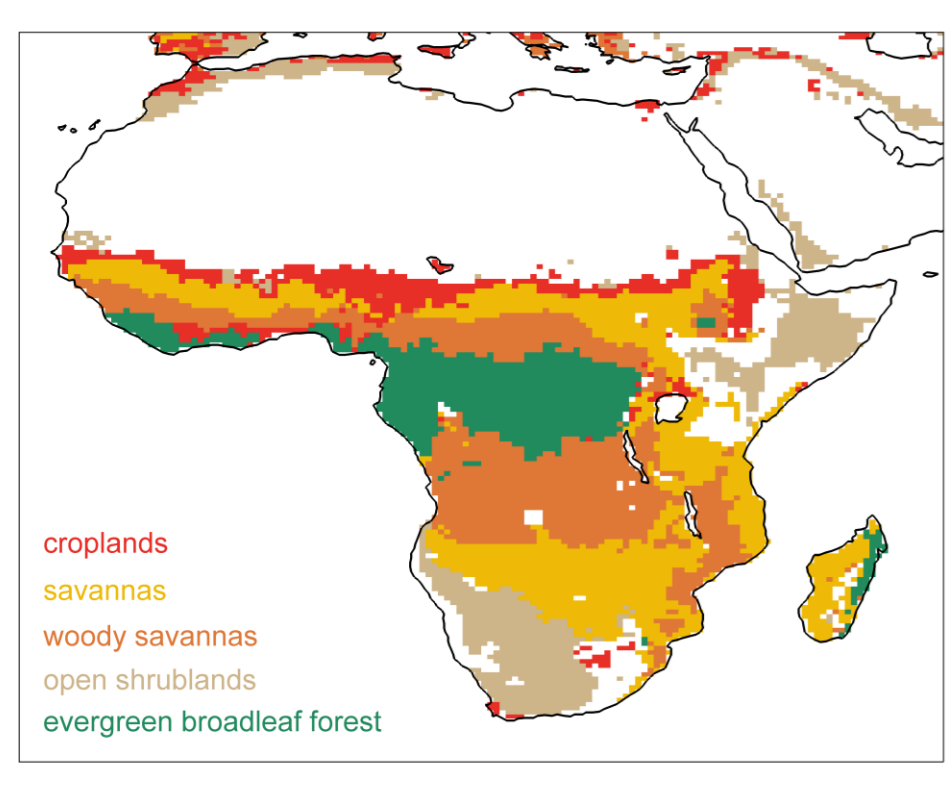 croplands
savannas
woody savannas
open shrublands
evergreen broadleaf forest